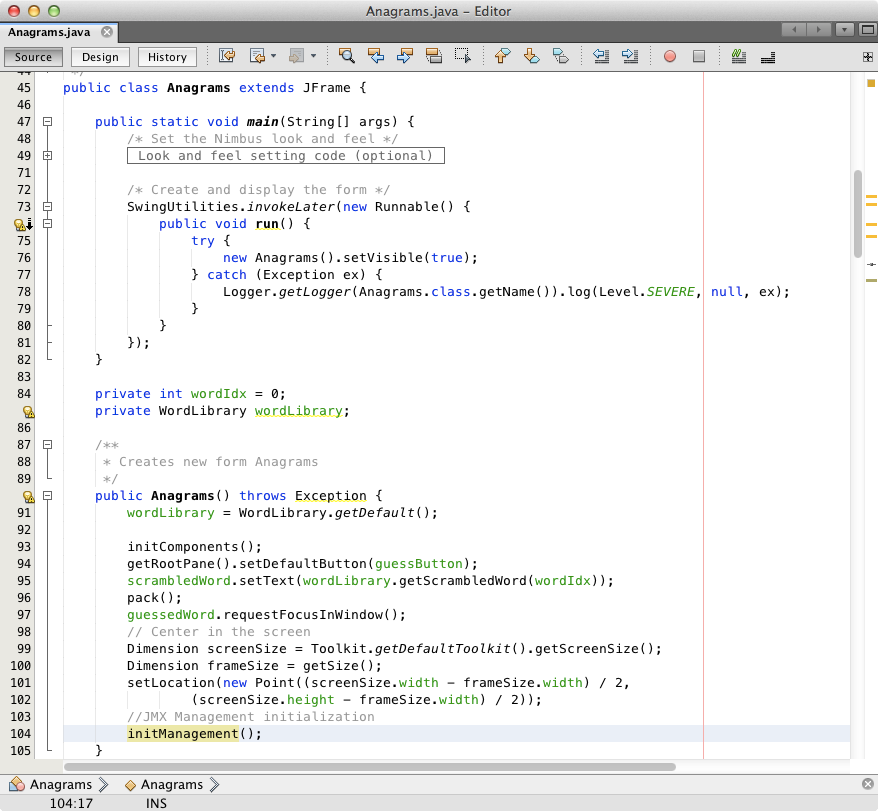 Anagrams.java – Editor
Anagrams.java
Source Design History
44 */
45 public class Anagrams extends JFrame {
46
47 public static void main(String[] args) {
48 /* Set the Nimbus look and feel */
49 Look and feel setting code (optional)
71
72 /* Create and display the form */
73 SwingUtilities.invokeLater(new Runnable() {
public void run() {
75 try {
76 new Anagrams().setVisible(true);
77 } catch (Exception ex) {
78 Logger.getLogger(Anagrams.class.getName()).log(Level.SEVERE, null, ex);
79 }
80 }
81 });
82 }
83
84 private int wordIdx = 0;
private WordLibrary wordLibrary;
86
87 /**
88 * Creates new form Anagrams
89 */
public Anagrams() throws Exception {
91 wordLibrary = WordLibrary.getDefault();
92
93 initComponents();
94 getRootPane().setDefaultButton(guessButton);
95 scrambledWord.setText(wordLibrary.getScrambledWord(wordIdx));
96 pack();
97 guessedWord.requestFocusInWindow();
98 // Center in the screen
99 Dimension screenSize = Toolkit.getDefaultToolkit().getScreenSize();
100 Dimension frameSize = getSize();
101 setLocation(new Point((screenSize.width - frameSize.width) / 2,
102 (screenSize.height - frameSize.width) / 2));
103 //JMX Management initialization
104 initManagement();
105 }
Anagrams Anagrams
104:17 INS